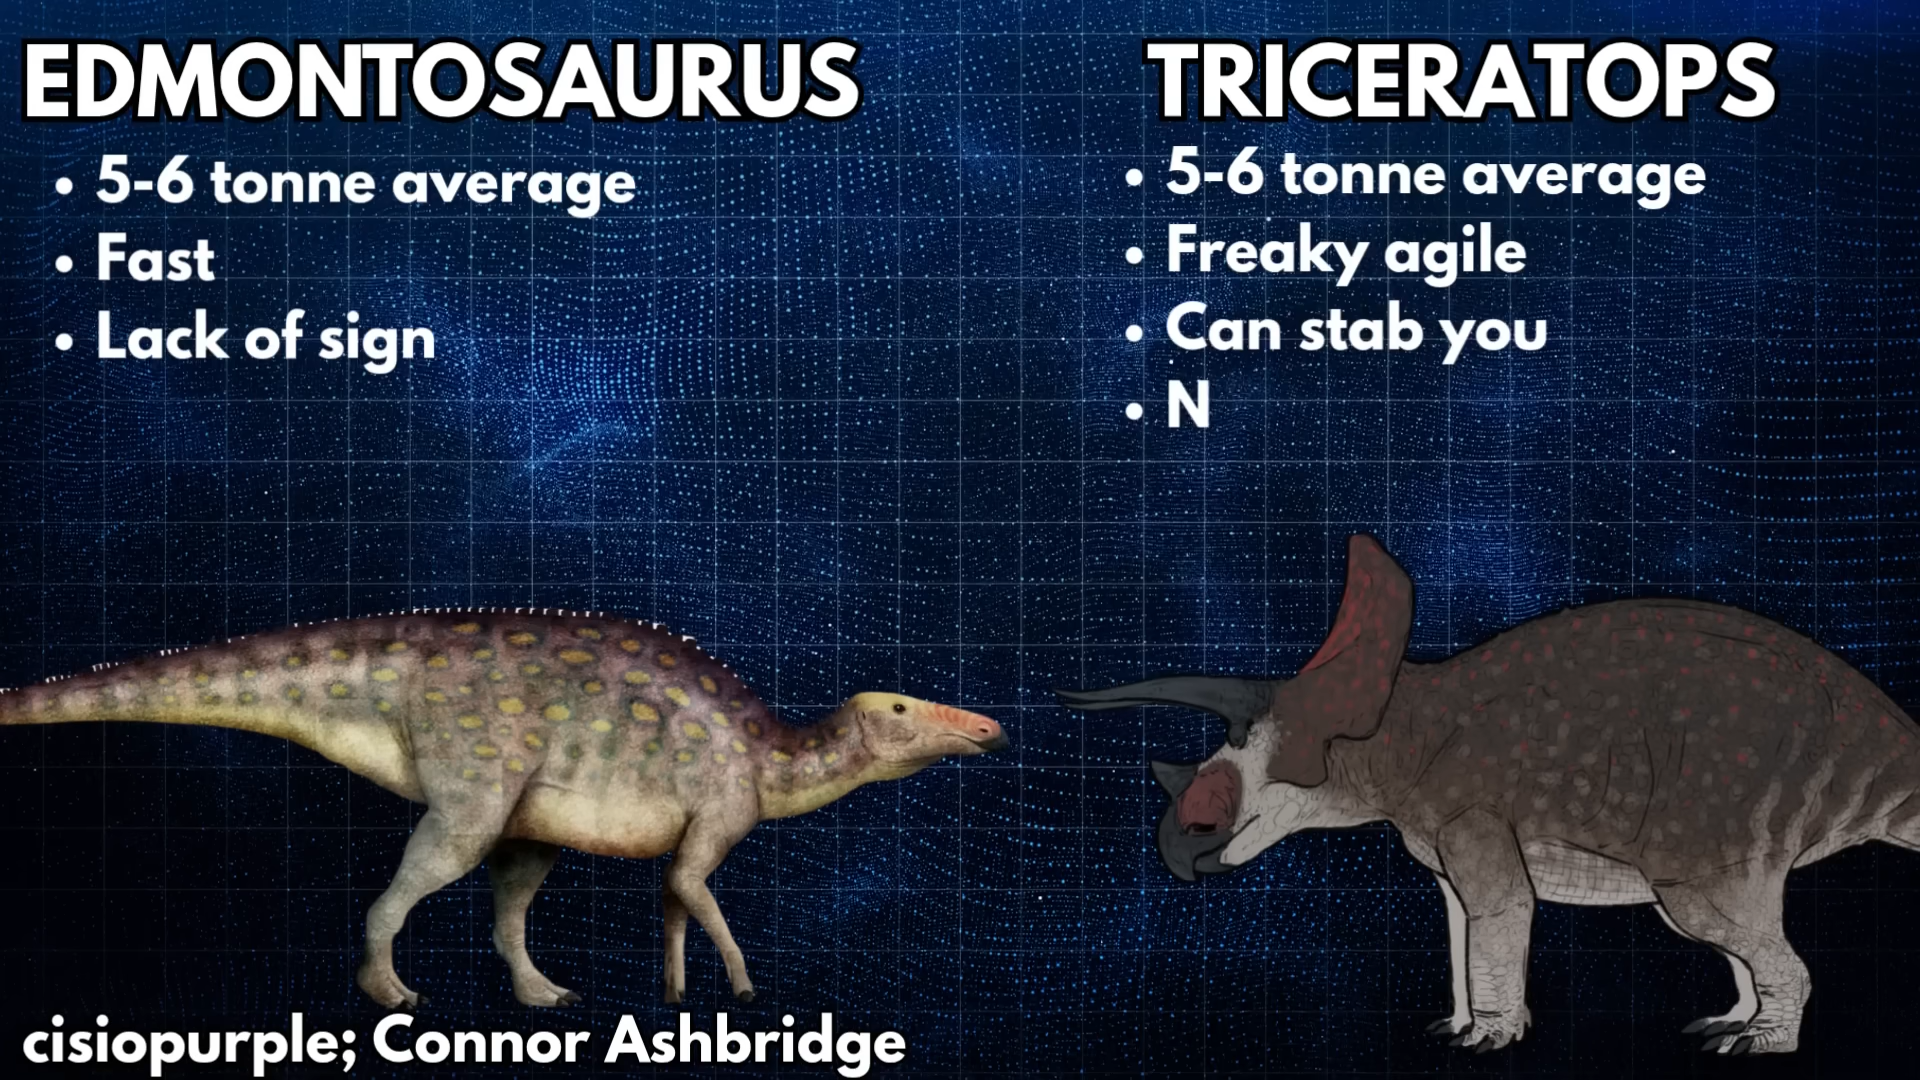 EDMONTOSAURUS
• 5-6 tonne average
• Fast
• Lack of sign
TRICERATOPS
• 5-6 tonne average
• Freaky agile
• Can stab you
• N
cisiopurple; Connor Ashbridge